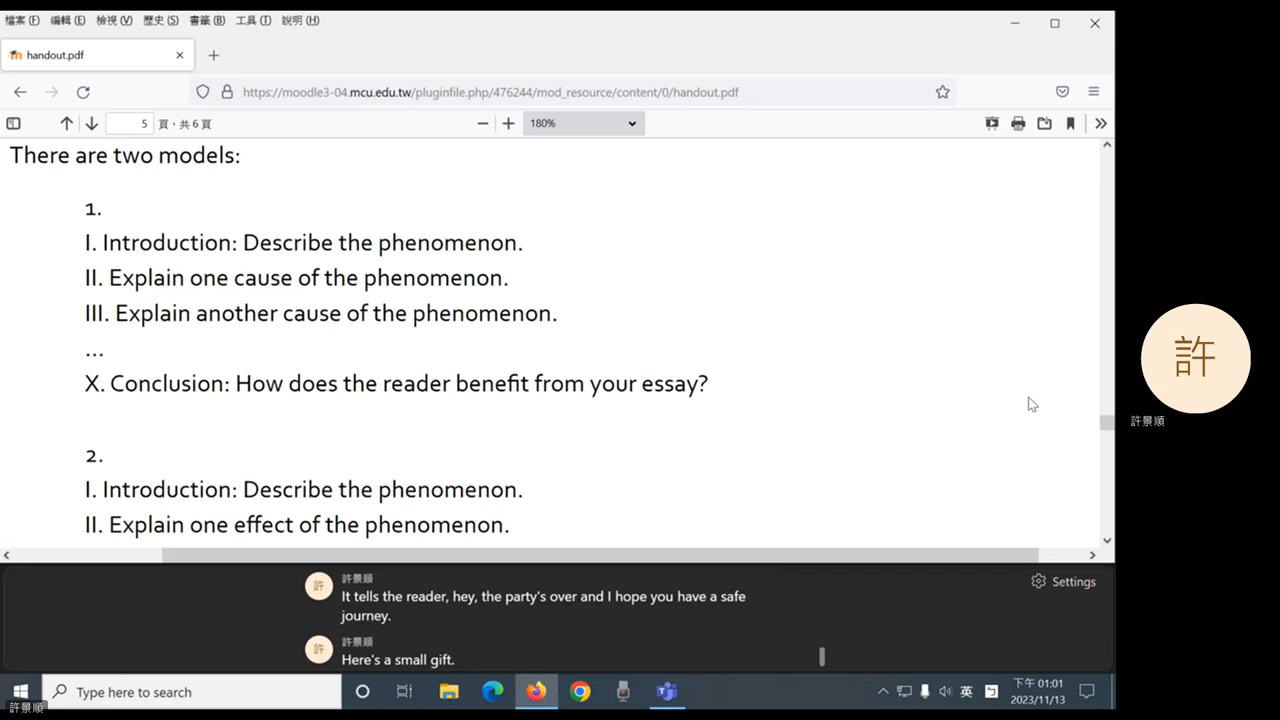 檔案(F) 編輯(E) 檢視(V) 歷史(S) 書籤(B) 工具(T) 說明(H)
handout.pdf
https://moodle3-04.mcu.edu.tw/pluginfile.php/476244/mod_resource/content/0/handout.pdf
5 頁，共 6 頁 180%
There are two models:
1.
I. Introduction: Describe the phenomenon.
II. Explain one cause of the phenomenon.
III. Explain another cause of the phenomenon.
...
X. Conclusion: How does the reader benefit from your essay?
2.
I. Introduction: Describe the phenomenon.
II. Explain one effect of the phenomenon.
許
許景順
許
許景順
It tells the reader, hey, the party's over and I hope you have a safe
journey.
Settings
許
許景順
Here's a small gift.
Type here to search
英
下午 01:01
2023/11/13
許景順